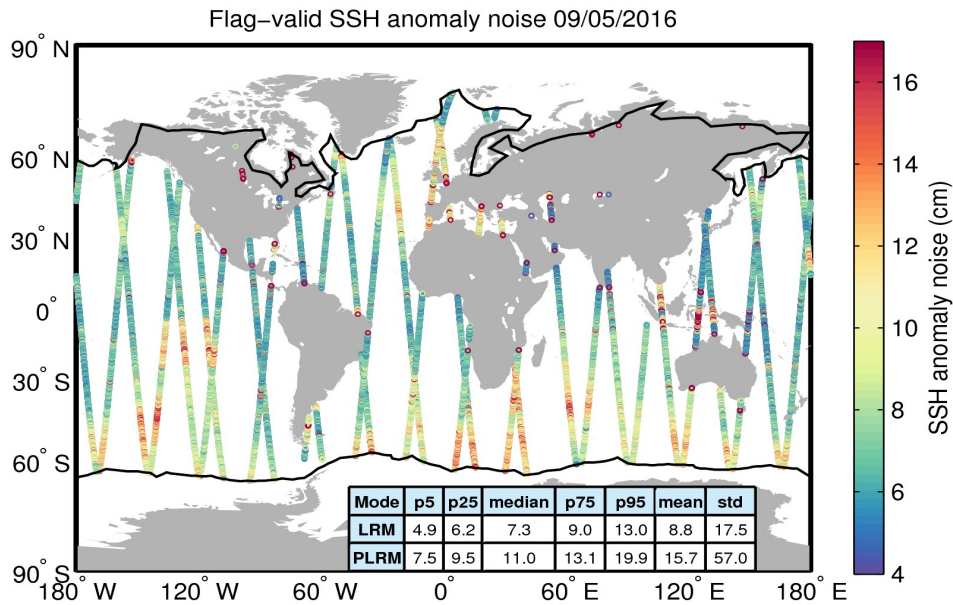 Flag-valid SSH anomaly noise 09/05/2016
90° N
60° N
30° N
0°
30° S
60° S
90° S
180° W
120° W
60° W
0°
60° E
120° E
180° E
Mode p5 p25 median p75 p95 mean std
LRM 4.9 6.2 7.3 9.0 13.0 8.8 17.5
PLRM 7.5 9.5 11.0 13.1 19.9 15.7 57.0
16
14
12
10
8
6
4
SSH anomaly noise (cm)